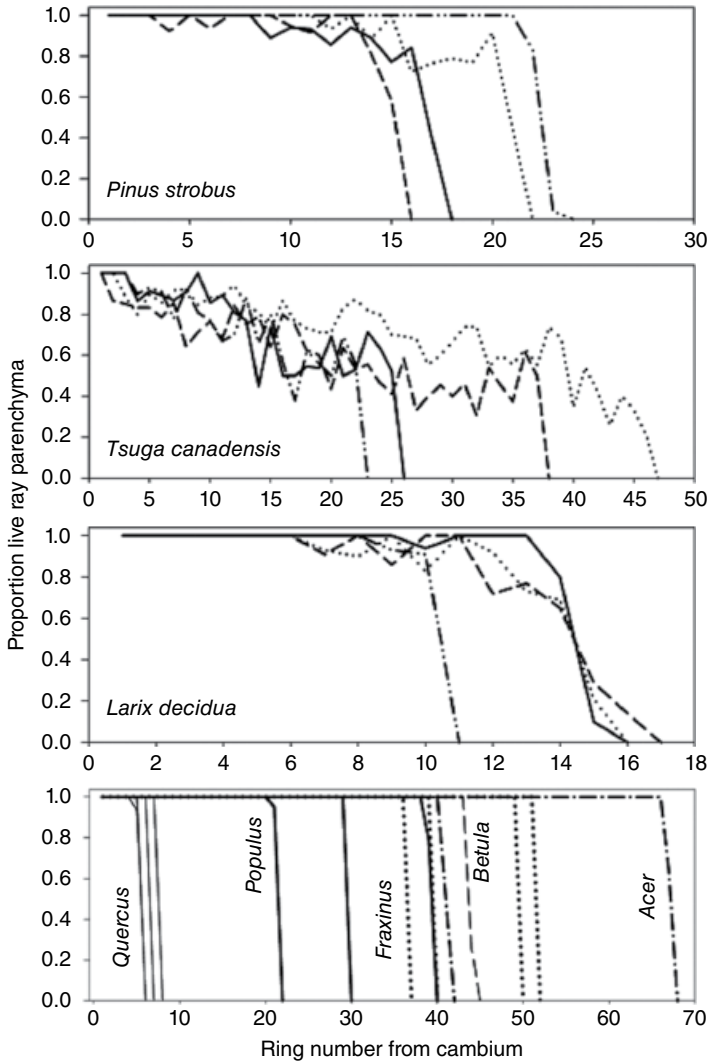 Proportion live ray parenchyma
1.0
0.8
0.6
0.4
0.2
0.0
Pinus strobus
0 5 10 15 20 25 30
1.0
0.8
0.6
0.4
0.2
0.0
Tsuga canadensis
0 5 10 15 20 25 30 35 40 45 50
1.0
0.8
0.6
0.4
0.2
0.0
Larix decidua
0 2 4 6 8 10 12 14 16 18
1.0
0.8
0.6
0.4
0.2
0.0
Quercus
Populus
Fraxinus
Betula
Acer
0 10 20 30 40 50 60 70
Ring number from cambium